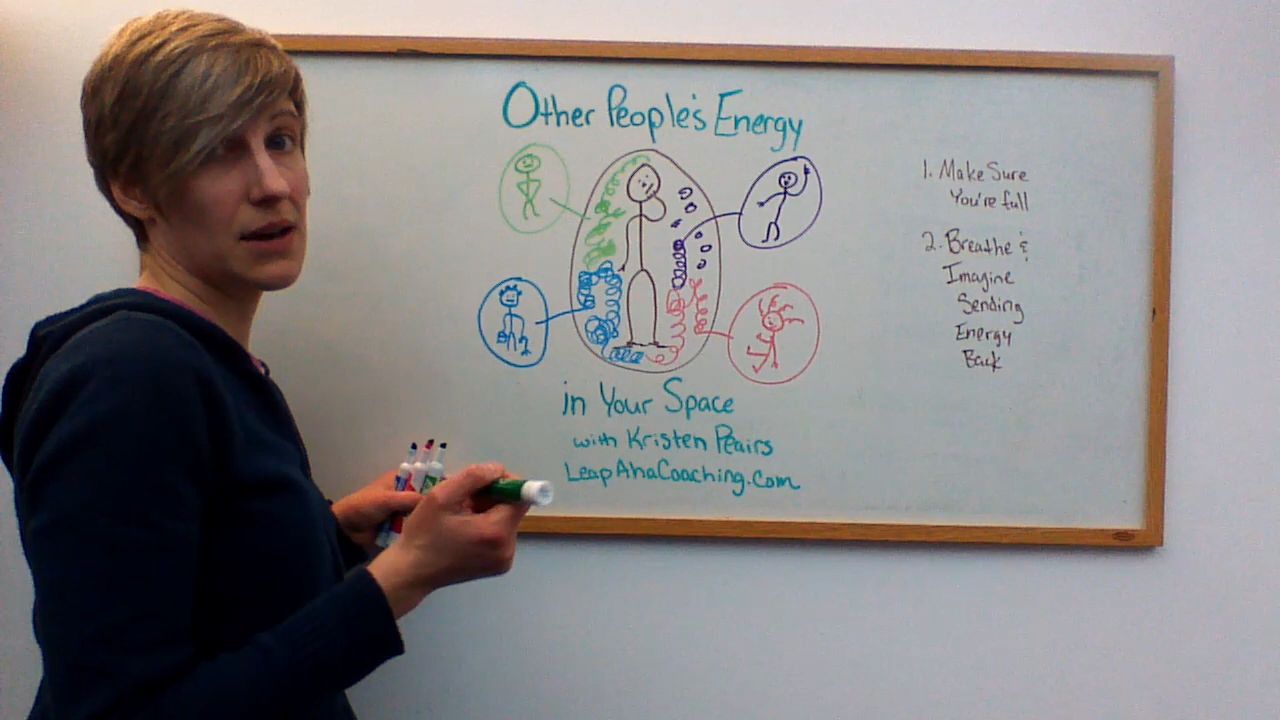 Other People's Energy
in Your Space
with Kristen Peairs
LeapAhaCoaching.com
1. Make Sure
You're full
2. Breathe &
Imagine
Sending
Energy
Back